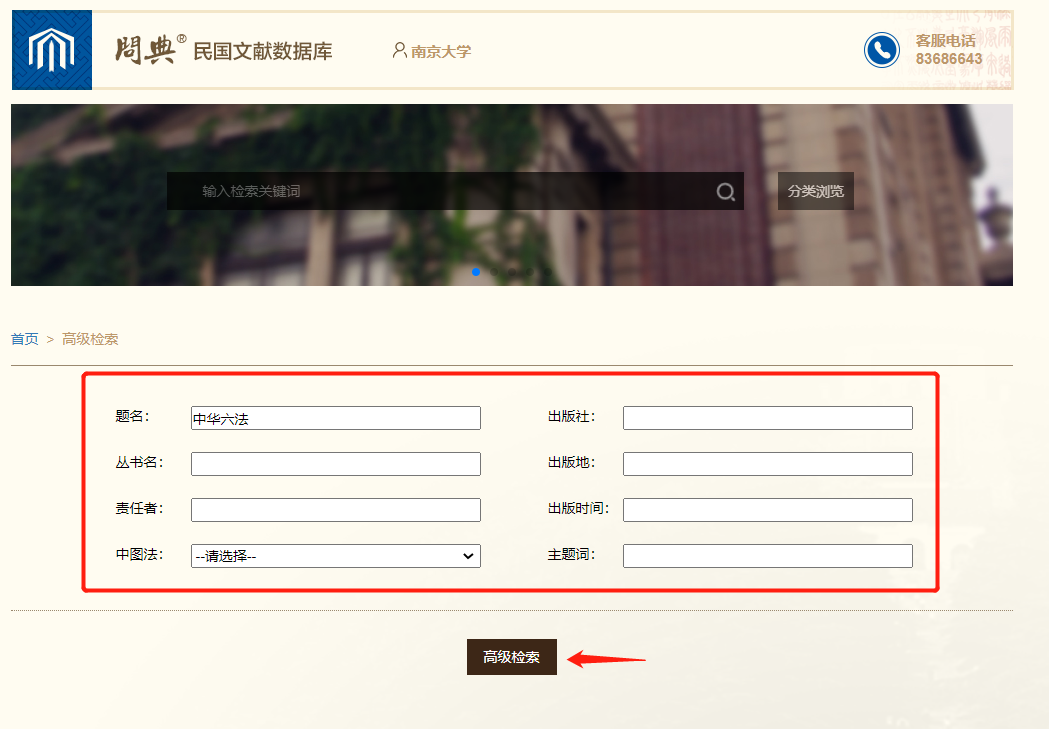 問典® 民国文献数据库
南京大学
客服电话
83686643
输入检索关键词
分类浏览
首页 > 高级检索
题名： 中华六法
出版社：
丛书名：
出版地：
责任者：
出版时间：
中图法： --请选择--
主题词：
高级检索